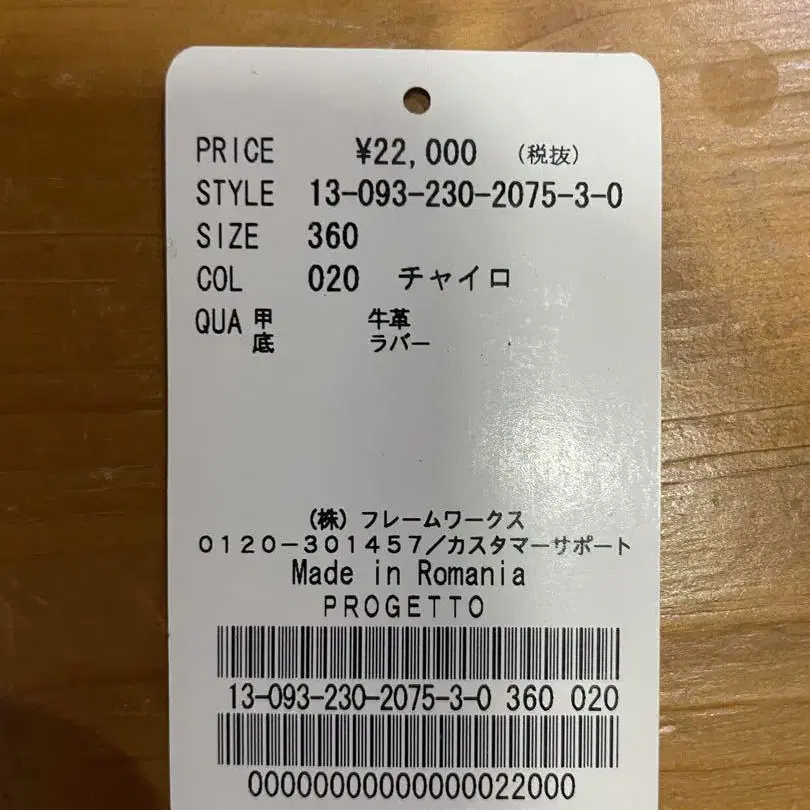 PRICE ¥22,000 (税抜)
STYLE 13-093-230-2075-3-0
SIZE 360
COL 020 チャイロ
QUA 甲 牛革
底 ラバー
(株) フレームワークス
0120-301457/カスタマーサポート
Made in Romania
PROGETTO
13-093-230-2075-3-0 360 020
00000000000000022000